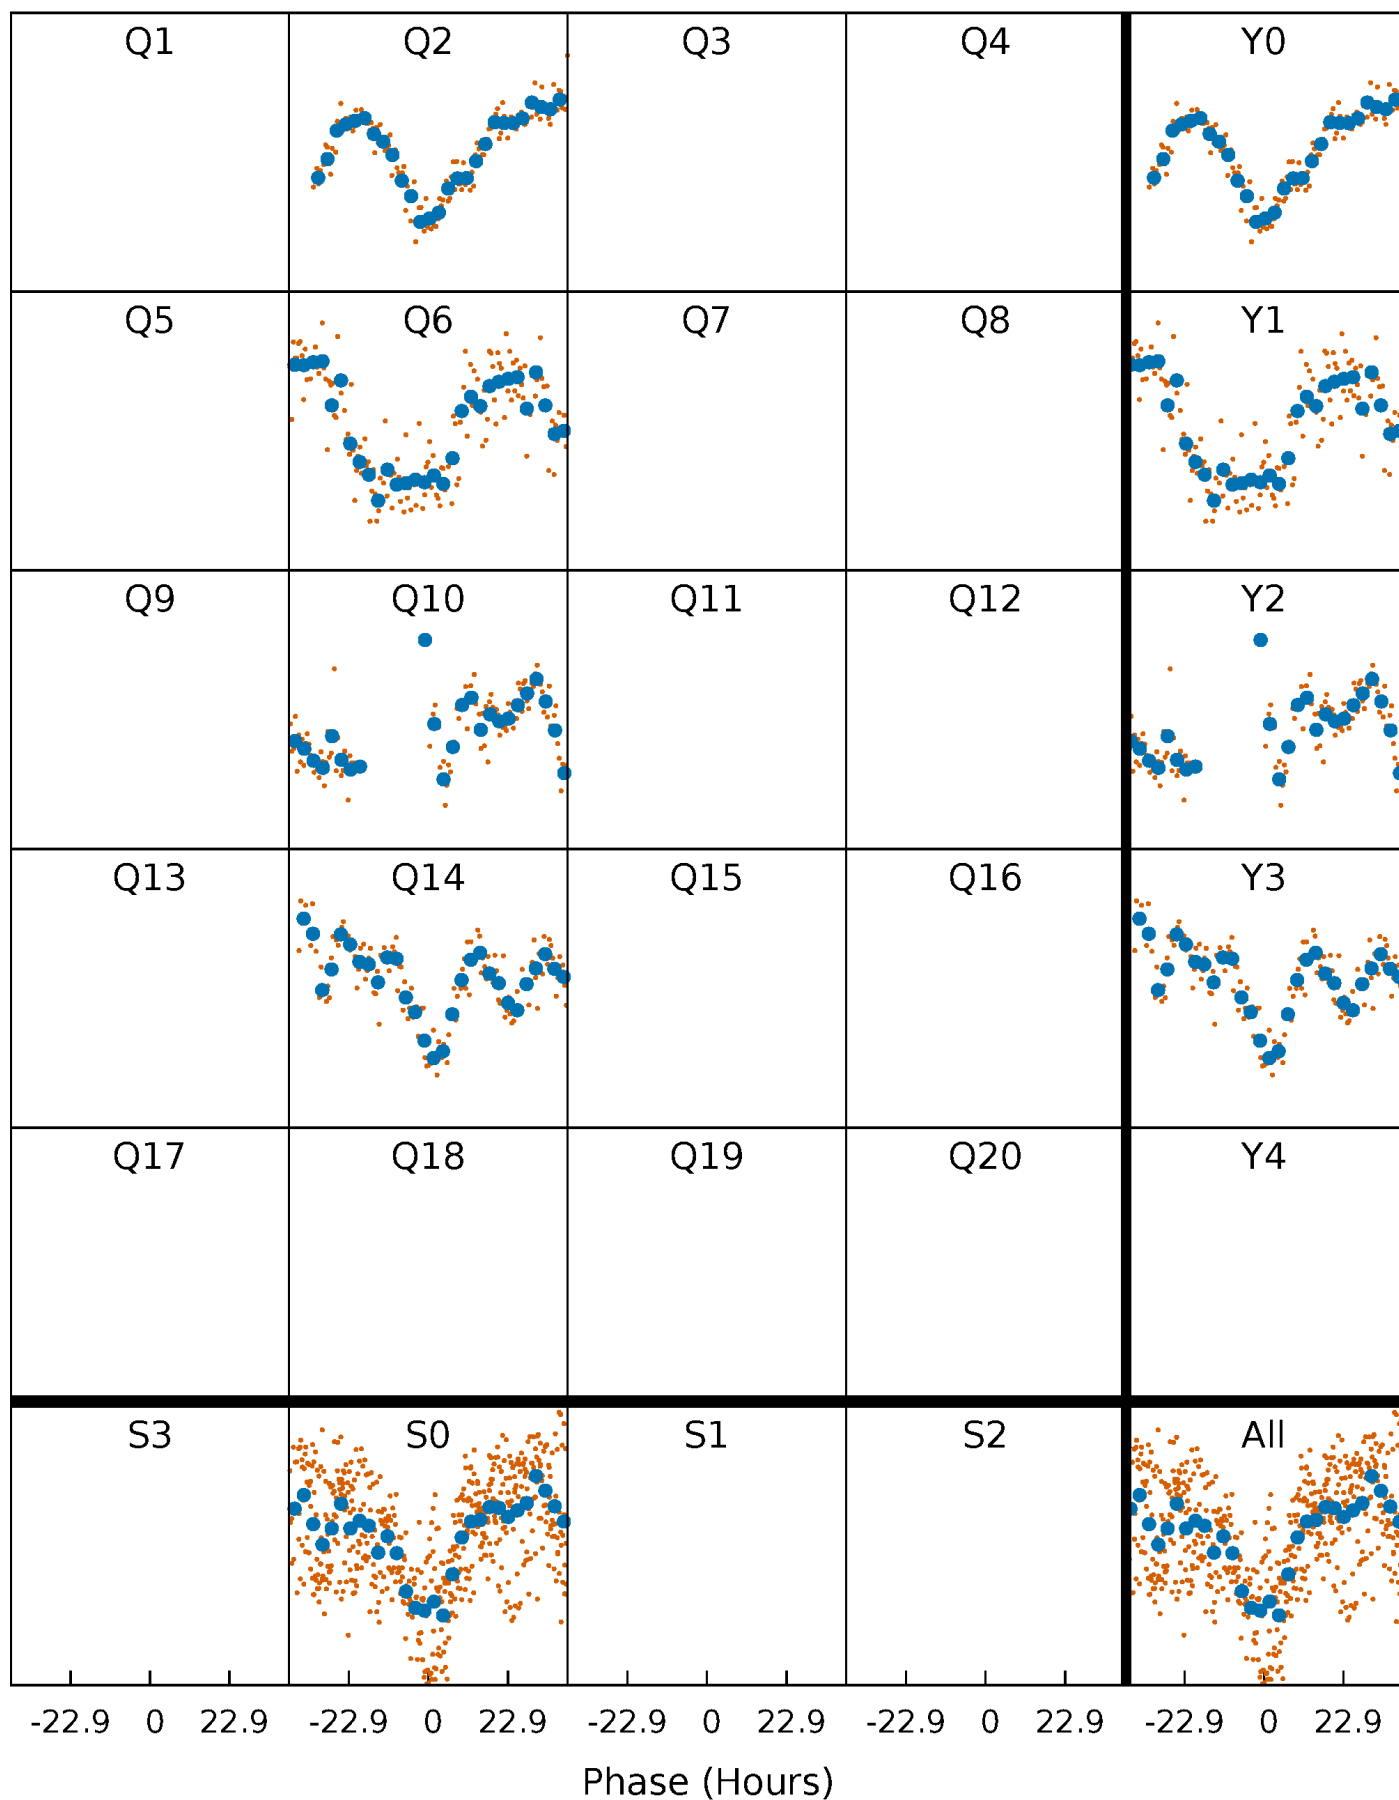 Q1 Q2 Q3 Q4 Y0
Q5 Q6 Q7 Q8 Y1
Q9 Q10 Q11 Q12 Y2
Q13 Q14 Q15 Q16 Y3
Q17 Q18 Q19 Q20 Y4
S3 S0 S1 S2 All
-22.9 0 22.9 -22.9 0 22.9 -22.9 0 22.9 -22.9 0 22.9 -22.9 0 22.9
Phase (Hours)